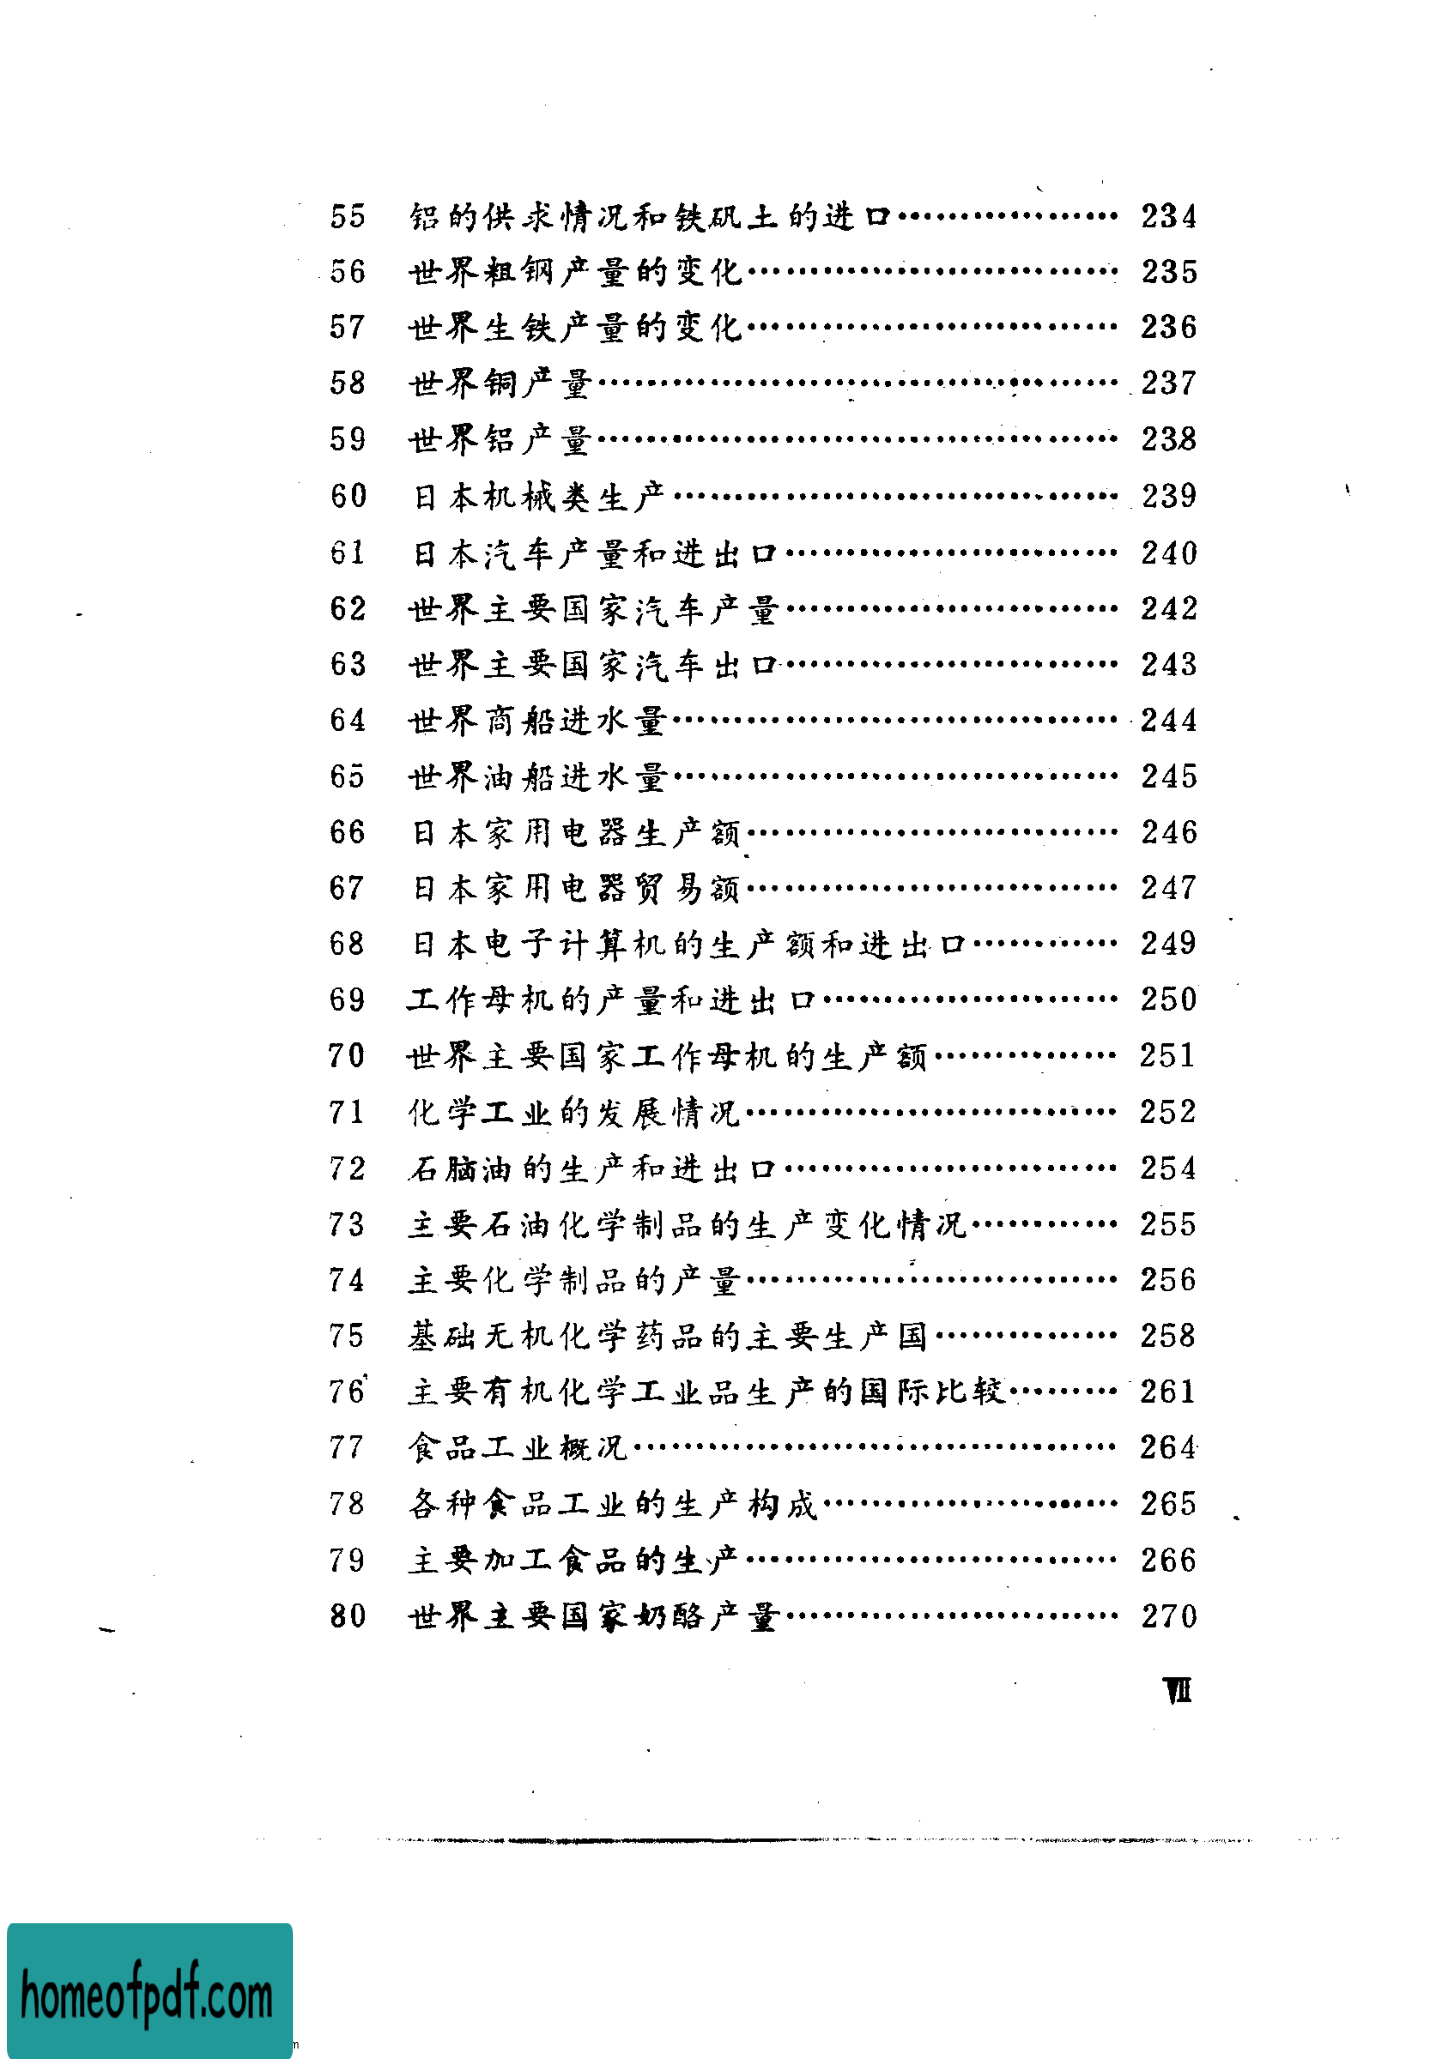 55 铝的供求情况和铁矾土的进口………………… 234
56 世界粗钢产量的变化………………… 235
57 世界生铁产量的变化………………… 236
58 世界铜产量………………… 237
59 世界铝产量………………… 238
60 日本机械类生产………………… 239
61 日本汽车产量和进出口………………… 240
62 世界主要国家汽车产量………………… 242
63 世界主要国家汽车出口………………… 243
64 世界商船进水量………………… 244
65 世界油船进水量………………… 245
66 日本家用电器生产额………………… 246
67 日本家用电器贸易额………………… 247
68 日本电子计算机的生产额和进出口………… 249
69 工作母机的产量和进出口………………… 250
70 世界主要国家工作母机的生产额…………… 251
71 化学工业的发展情况………………… 252
72 石脑油的生产和进出口………………… 254
73 主要石油化学制品的生产变化情况………… 255
74 主要化学制品的产量………………… 256
75 基础无机化学药品的主要生产国…………… 258
76 主要有机化学工业品生产的国际比较……… 261
77 食品工业概况………………… 264
78 各种食品工业的生产构成………………… 265
79 主要加工食品的生产………………… 266
80 世界主要国家奶酪产量………………… 270
Ⅶ
homeofpdf.com
m